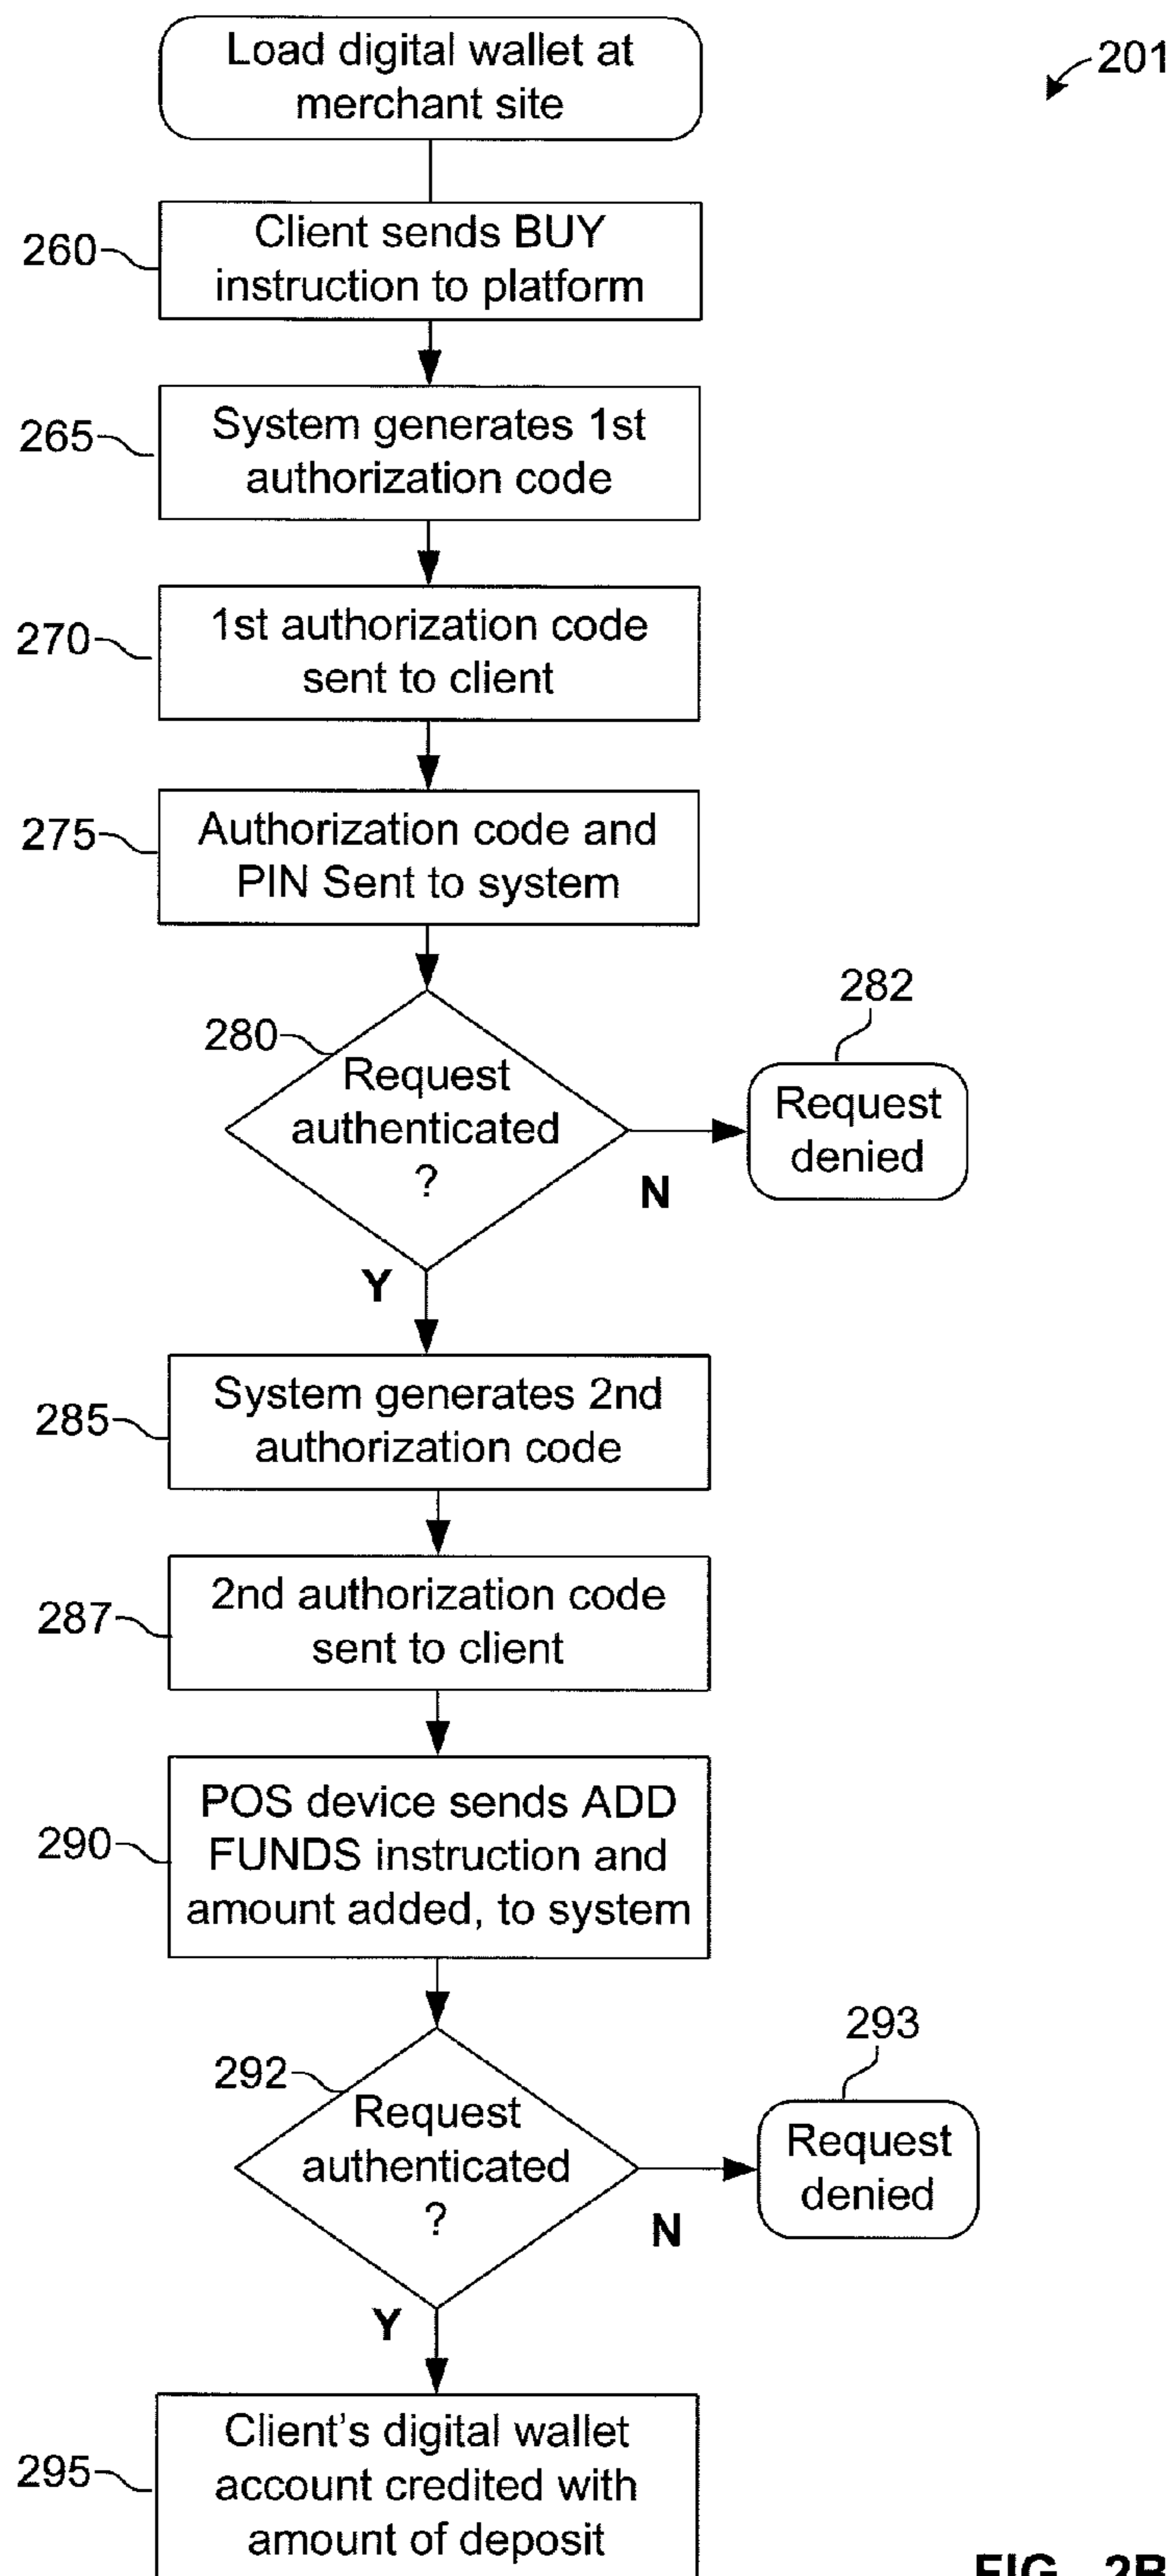 Load digital wallet at
merchant site
201
260
Client sends BUY
instruction to platform
265
System generates 1st
authorization code
270
1st authorization code
sent to client
275
Authorization code and
PIN Sent to system
280
Request
authenticated
?
282
Request
denied
N
Y
285
System generates 2nd
authorization code
287
2nd authorization code
sent to client
290
POS device sends ADD
FUNDS instruction and
amount added, to system
292
Request
authenticated
?
293
Request
denied
N
Y
295
Client's digital wallet
account credited with
amount of deposit
FIG. 2B